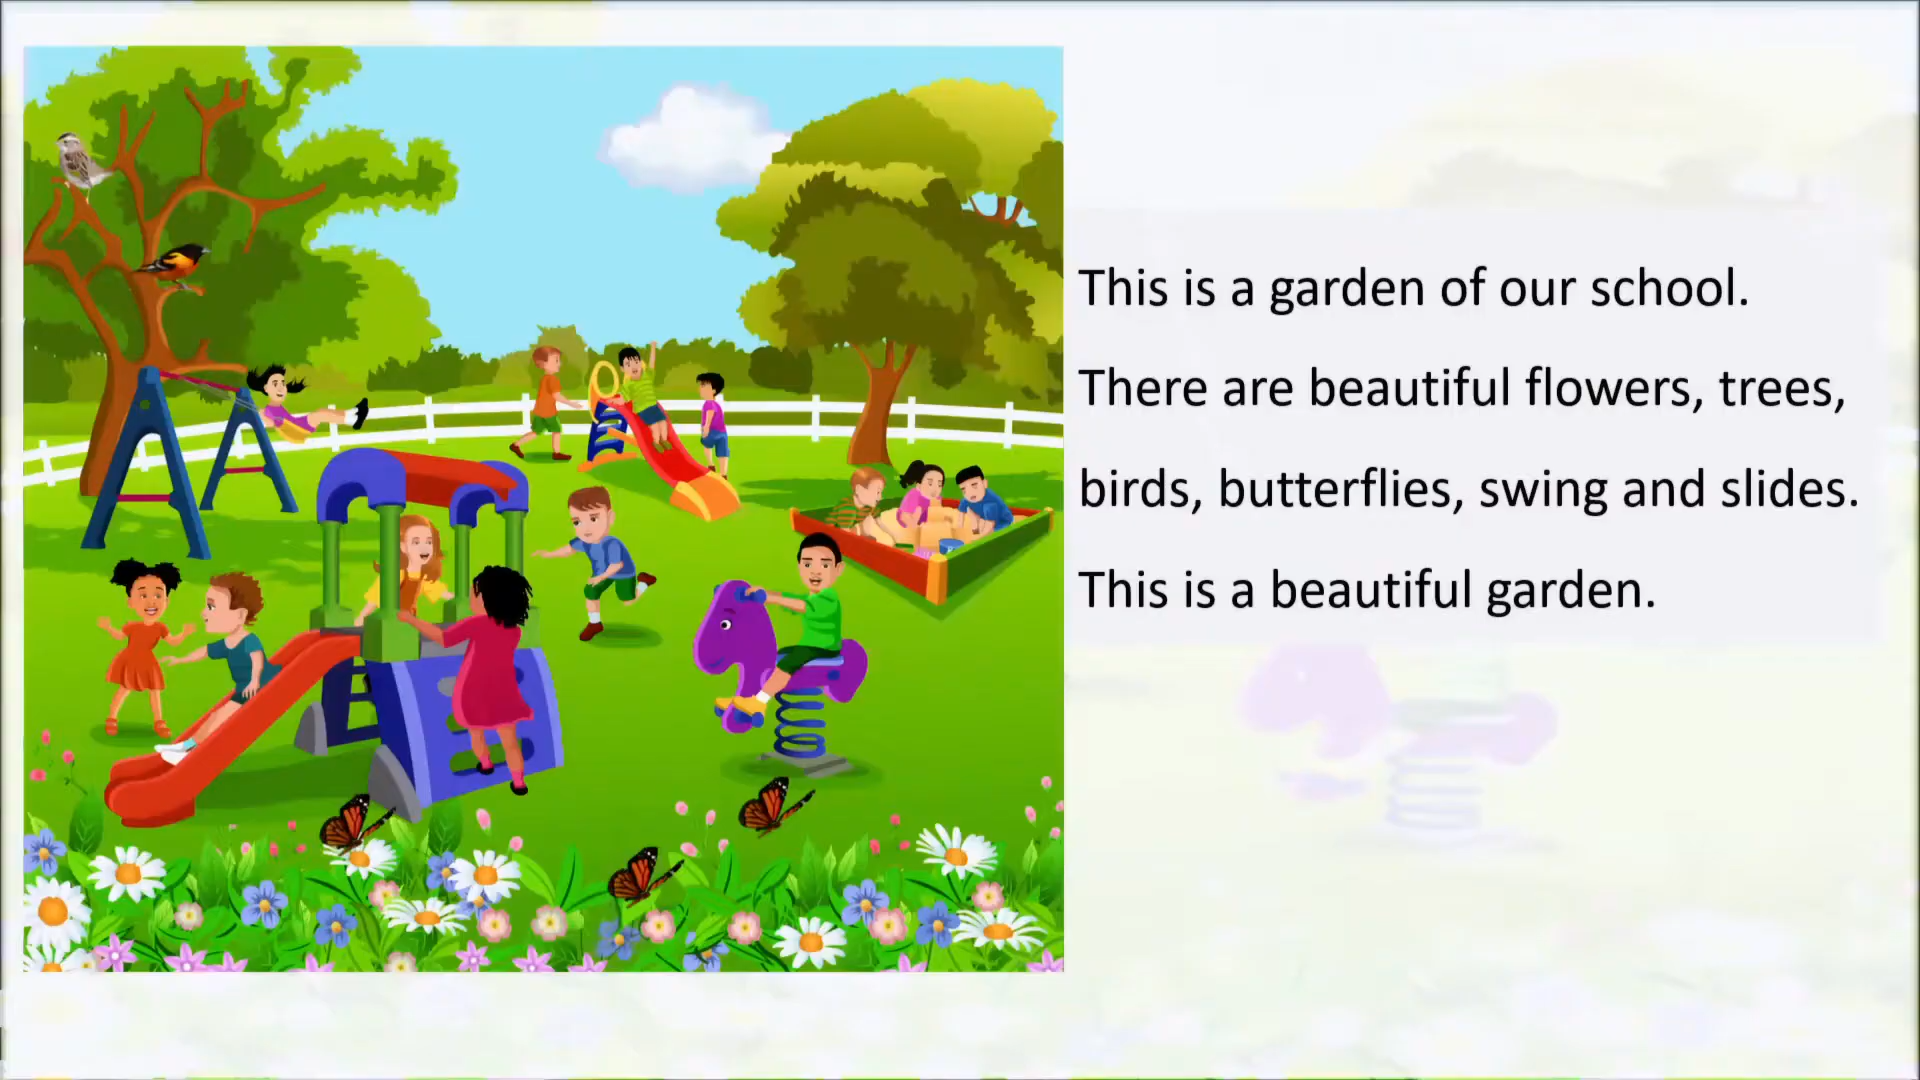 This is a garden of our school.
There are beautiful flowers, trees,
birds, butterflies, swing and slides.
This is a beautiful garden.